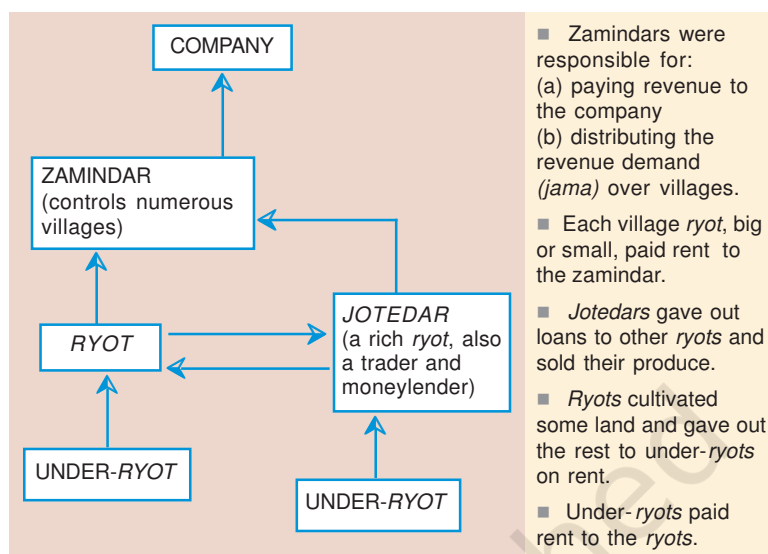 COMPANY
ZAMINDAR
(controls numerous
villages)
RYOT
JOTEDAR
(a rich ryot, also
a trader and
moneylender)
UNDER-RYOT
UNDER-RYOT
■ Zamindars were
responsible for:
(a) paying revenue to
the company
(b) distributing the
revenue demand
(jama) over villages.
■ Each village ryot, big
or small, paid rent to
the zamindar.
■ Jotedars gave out
loans to other ryots and
sold their produce.
■ Ryots cultivated
some land and gave out
the rest to under-ryots
on rent.
■ Under- ryots paid
rent to the ryots.